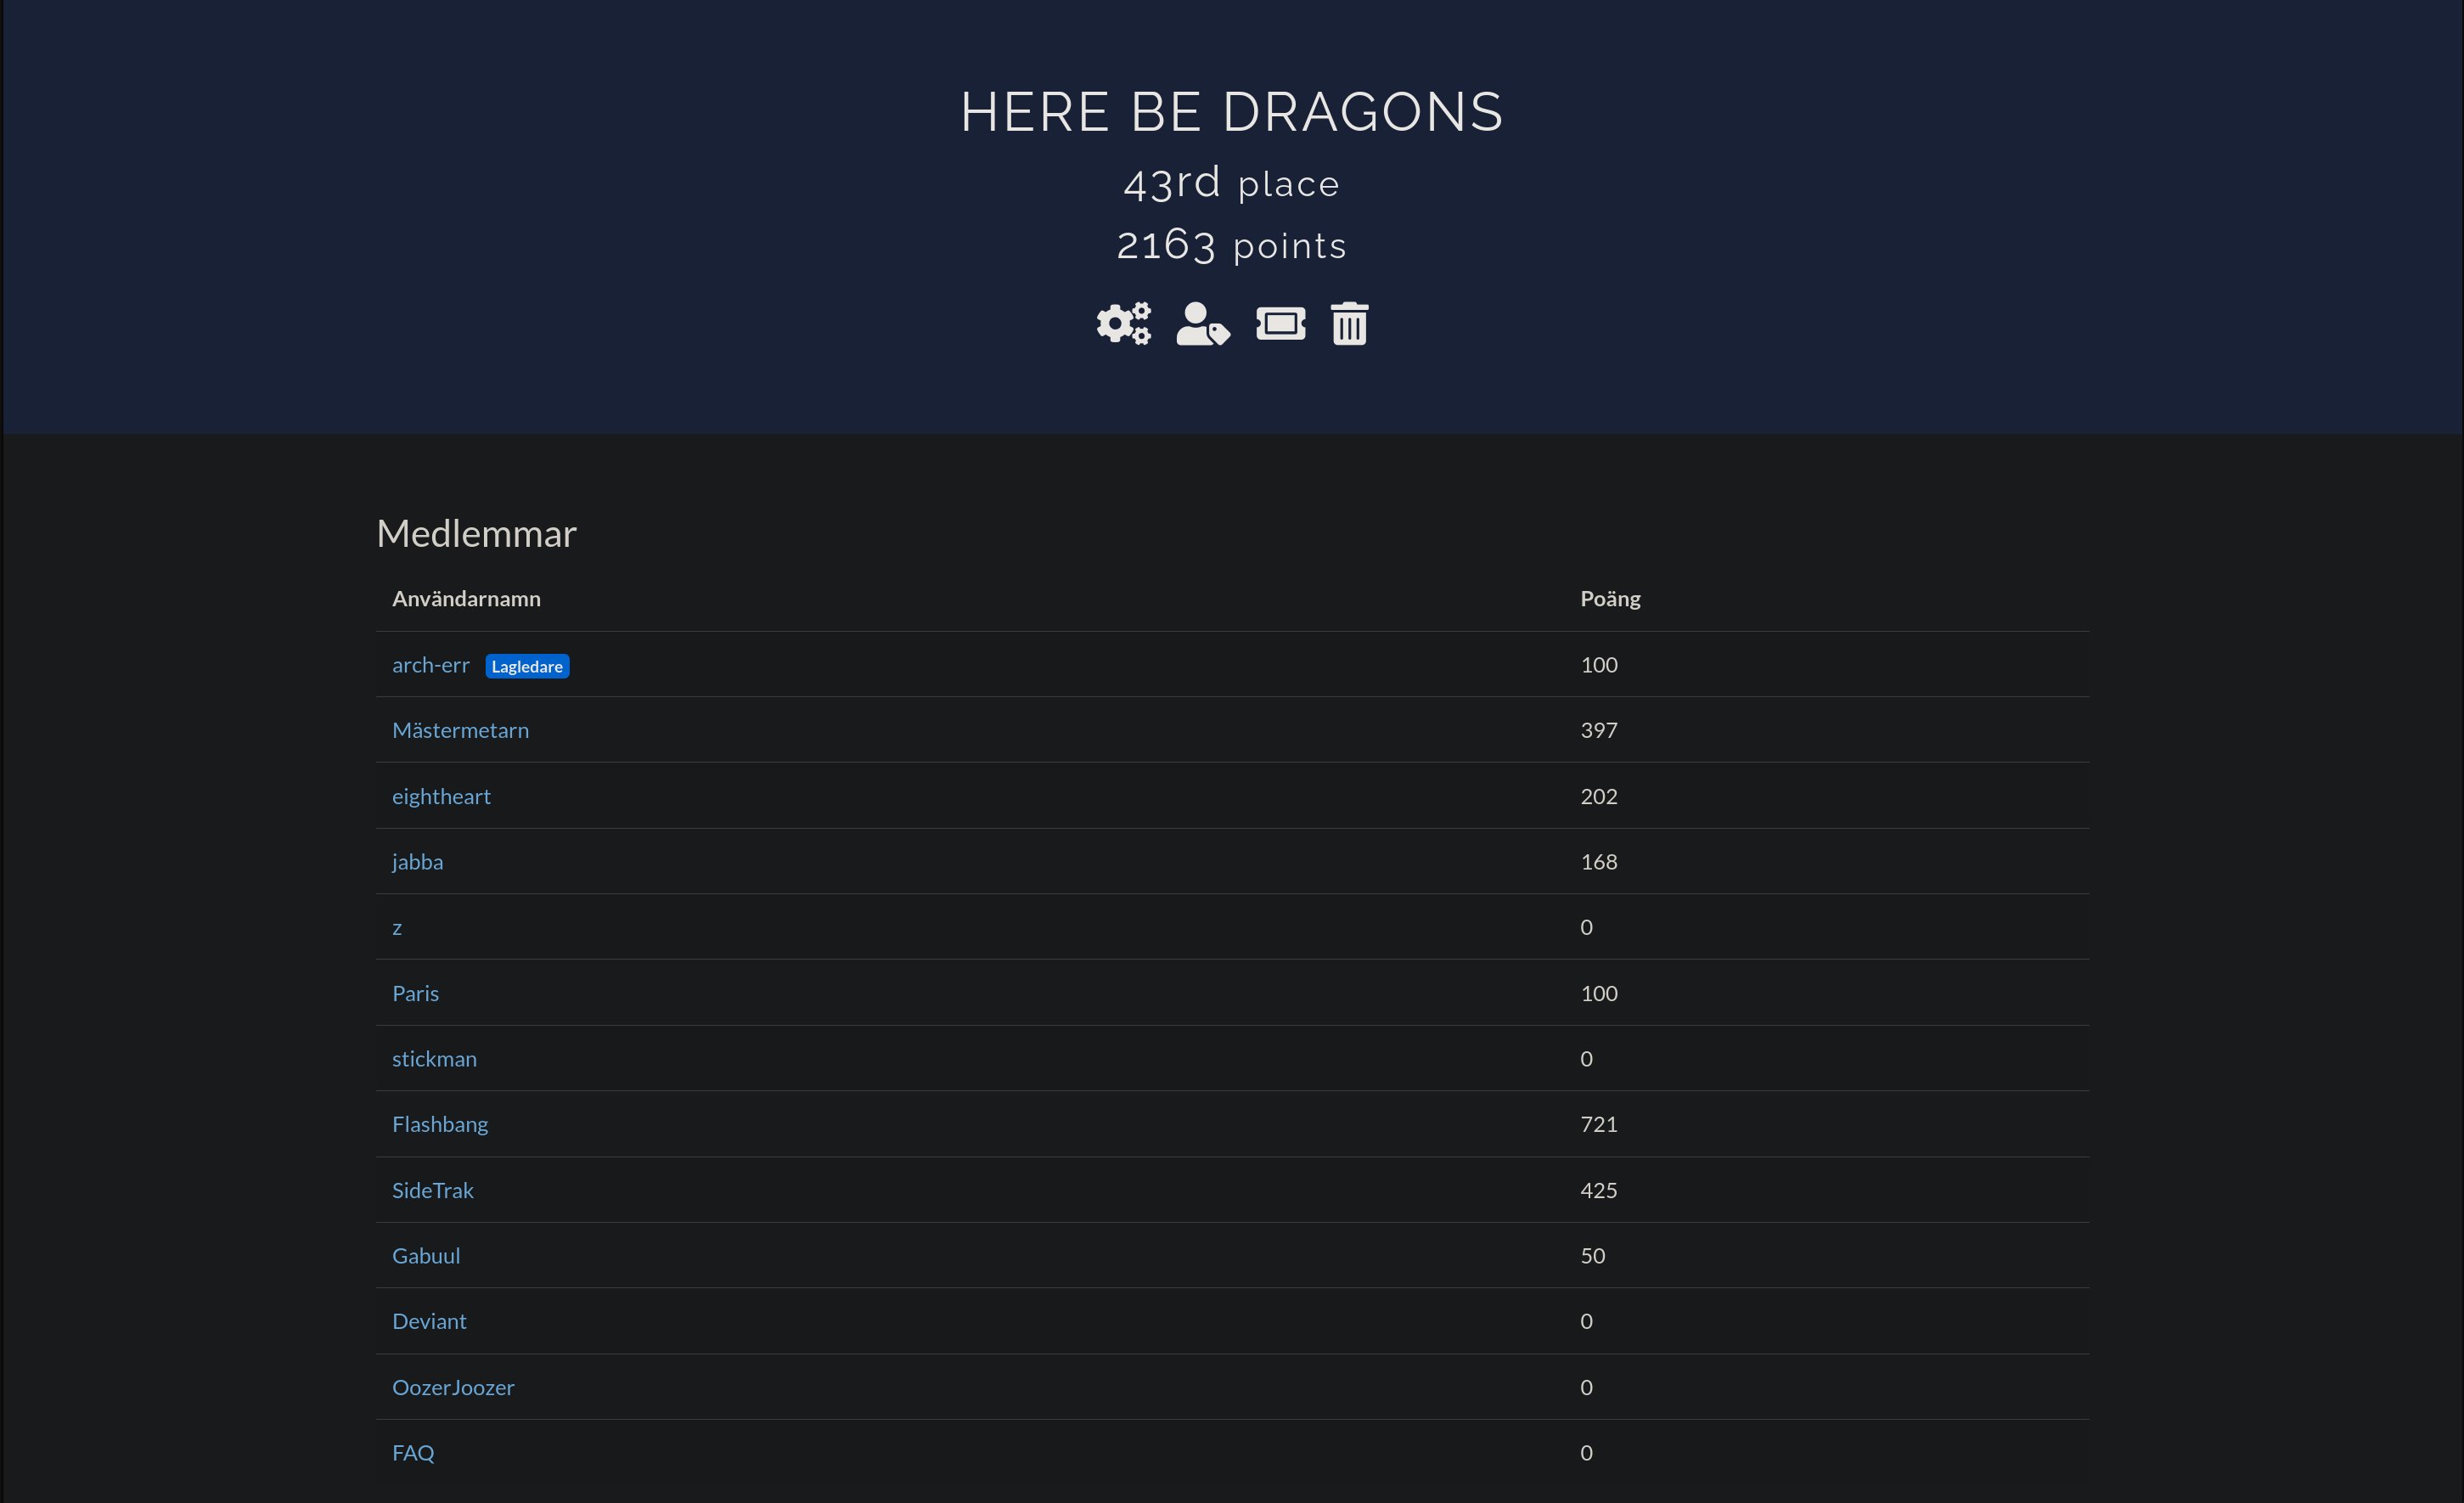 HERE BE DRAGONS
43rd place
2163 points
Medlemmar
Användarnamn Poäng
arch-err Lagledare 100
Mästermetarn 397
eightheart 202
jabba 168
z 0
Paris 100
stickman 0
Flashbang 721
SideTrak 425
Gabuul 50
Deviant 0
OozerJoozer 0
FAQ 0